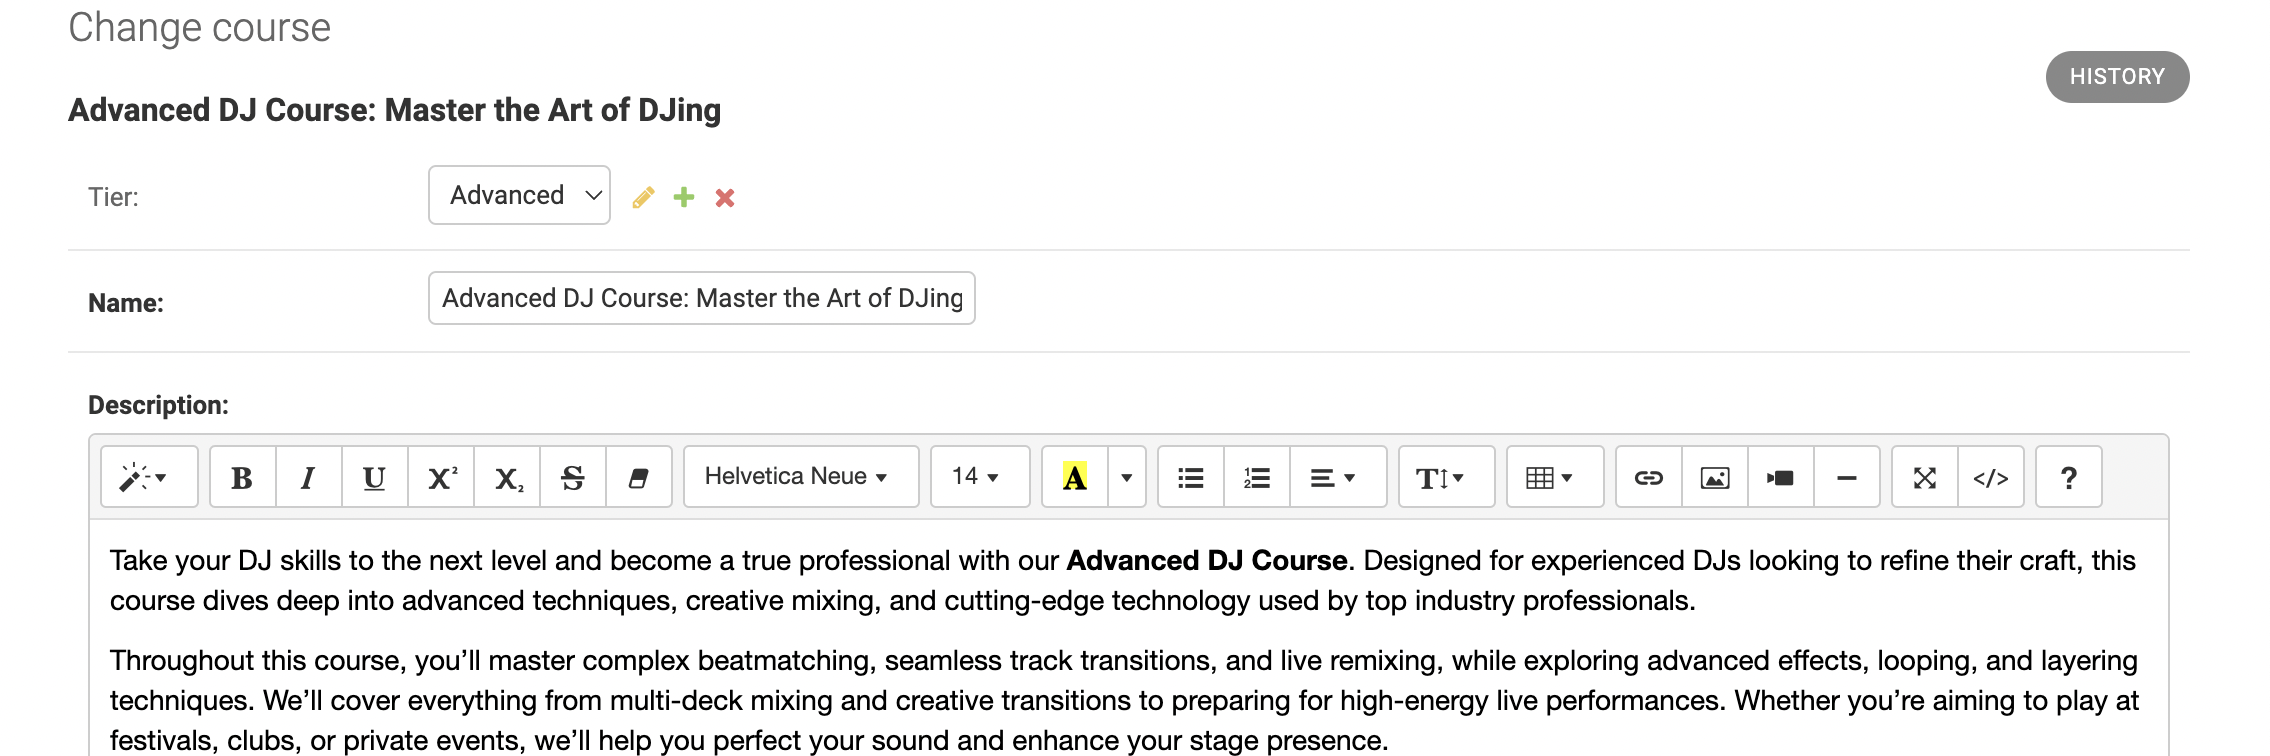 Change course
HISTORY
Advanced DJ Course: Master the Art of DJing
Tier:
Advanced
Name:
Advanced DJ Course: Master the Art of DJing
Description:
B I U X² X₂ S Helvetica Neue 14 A T </> ?
Take your DJ skills to the next level and become a true professional with our Advanced DJ Course. Designed for experienced DJs looking to refine their craft, this
course dives deep into advanced techniques, creative mixing, and cutting-edge technology used by top industry professionals.
Throughout this course, you’ll master complex beatmatching, seamless track transitions, and live remixing, while exploring advanced effects, looping, and layering
techniques. We’ll cover everything from multi-deck mixing and creative transitions to preparing for high-energy live performances. Whether you’re aiming to play at
festivals, clubs, or private events, we’ll help you perfect your sound and enhance your stage presence.